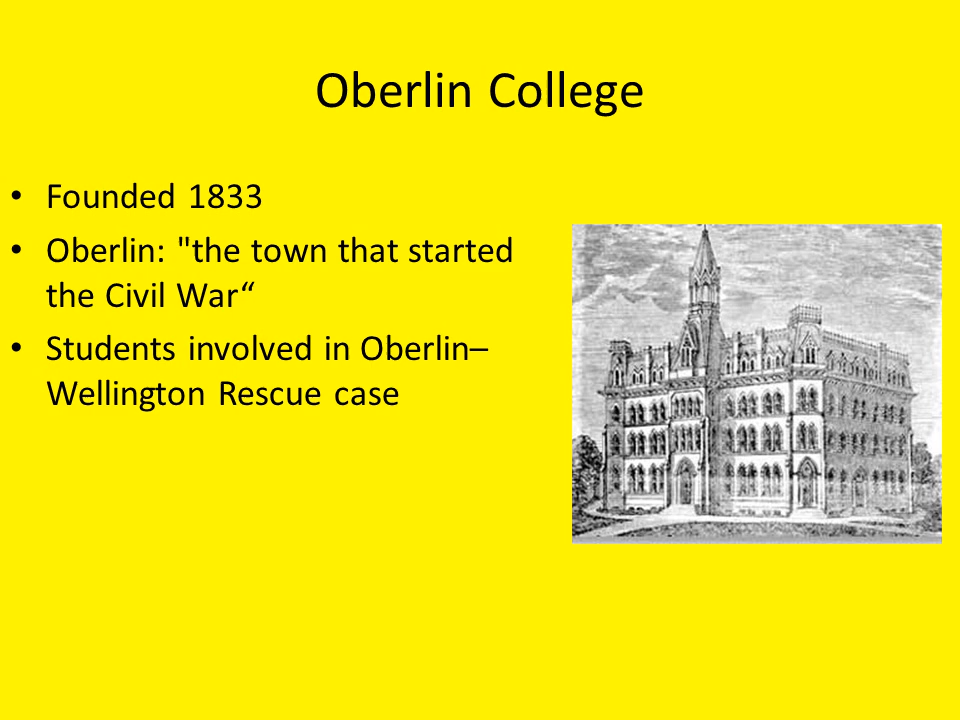 Oberlin College
• Founded 1833
• Oberlin: "the town that started
the Civil War“
• Students involved in Oberlin–
Wellington Rescue case